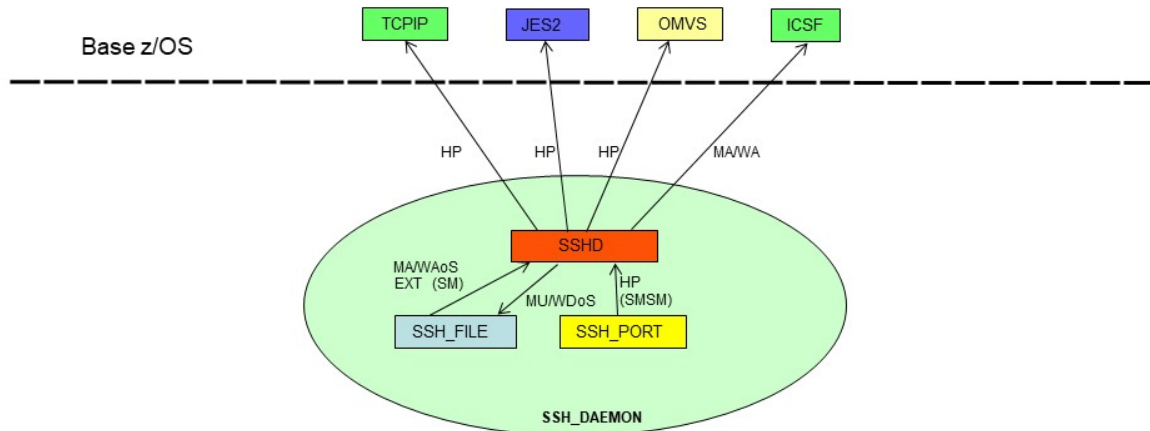 TCPIP
JES2
OMVS
ICSF
Base z/OS
HP
HP
HP
MA/WA
SSHD
MA/WAoS
EXT (SM)
MU/WDoS
HP
(SMSM)
SSH_FILE
SSH_PORT
SSH_DAEMON